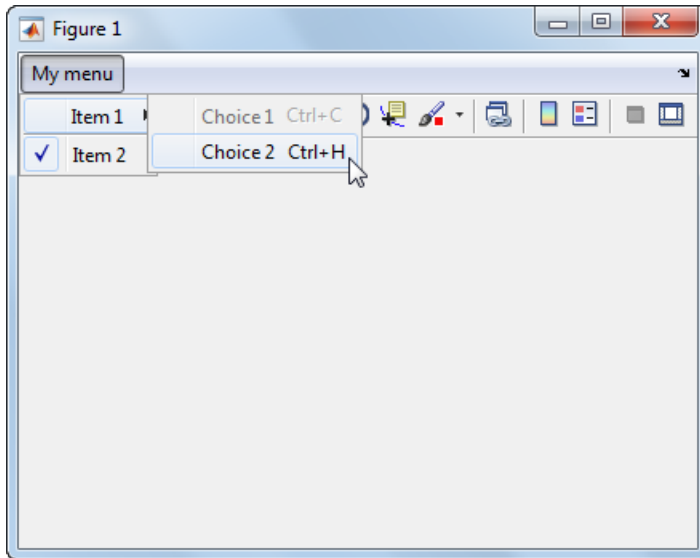 Figure 1
My menu
Item 1
Choice 1 Ctrl+C
Item 2
Choice 2 Ctrl+H